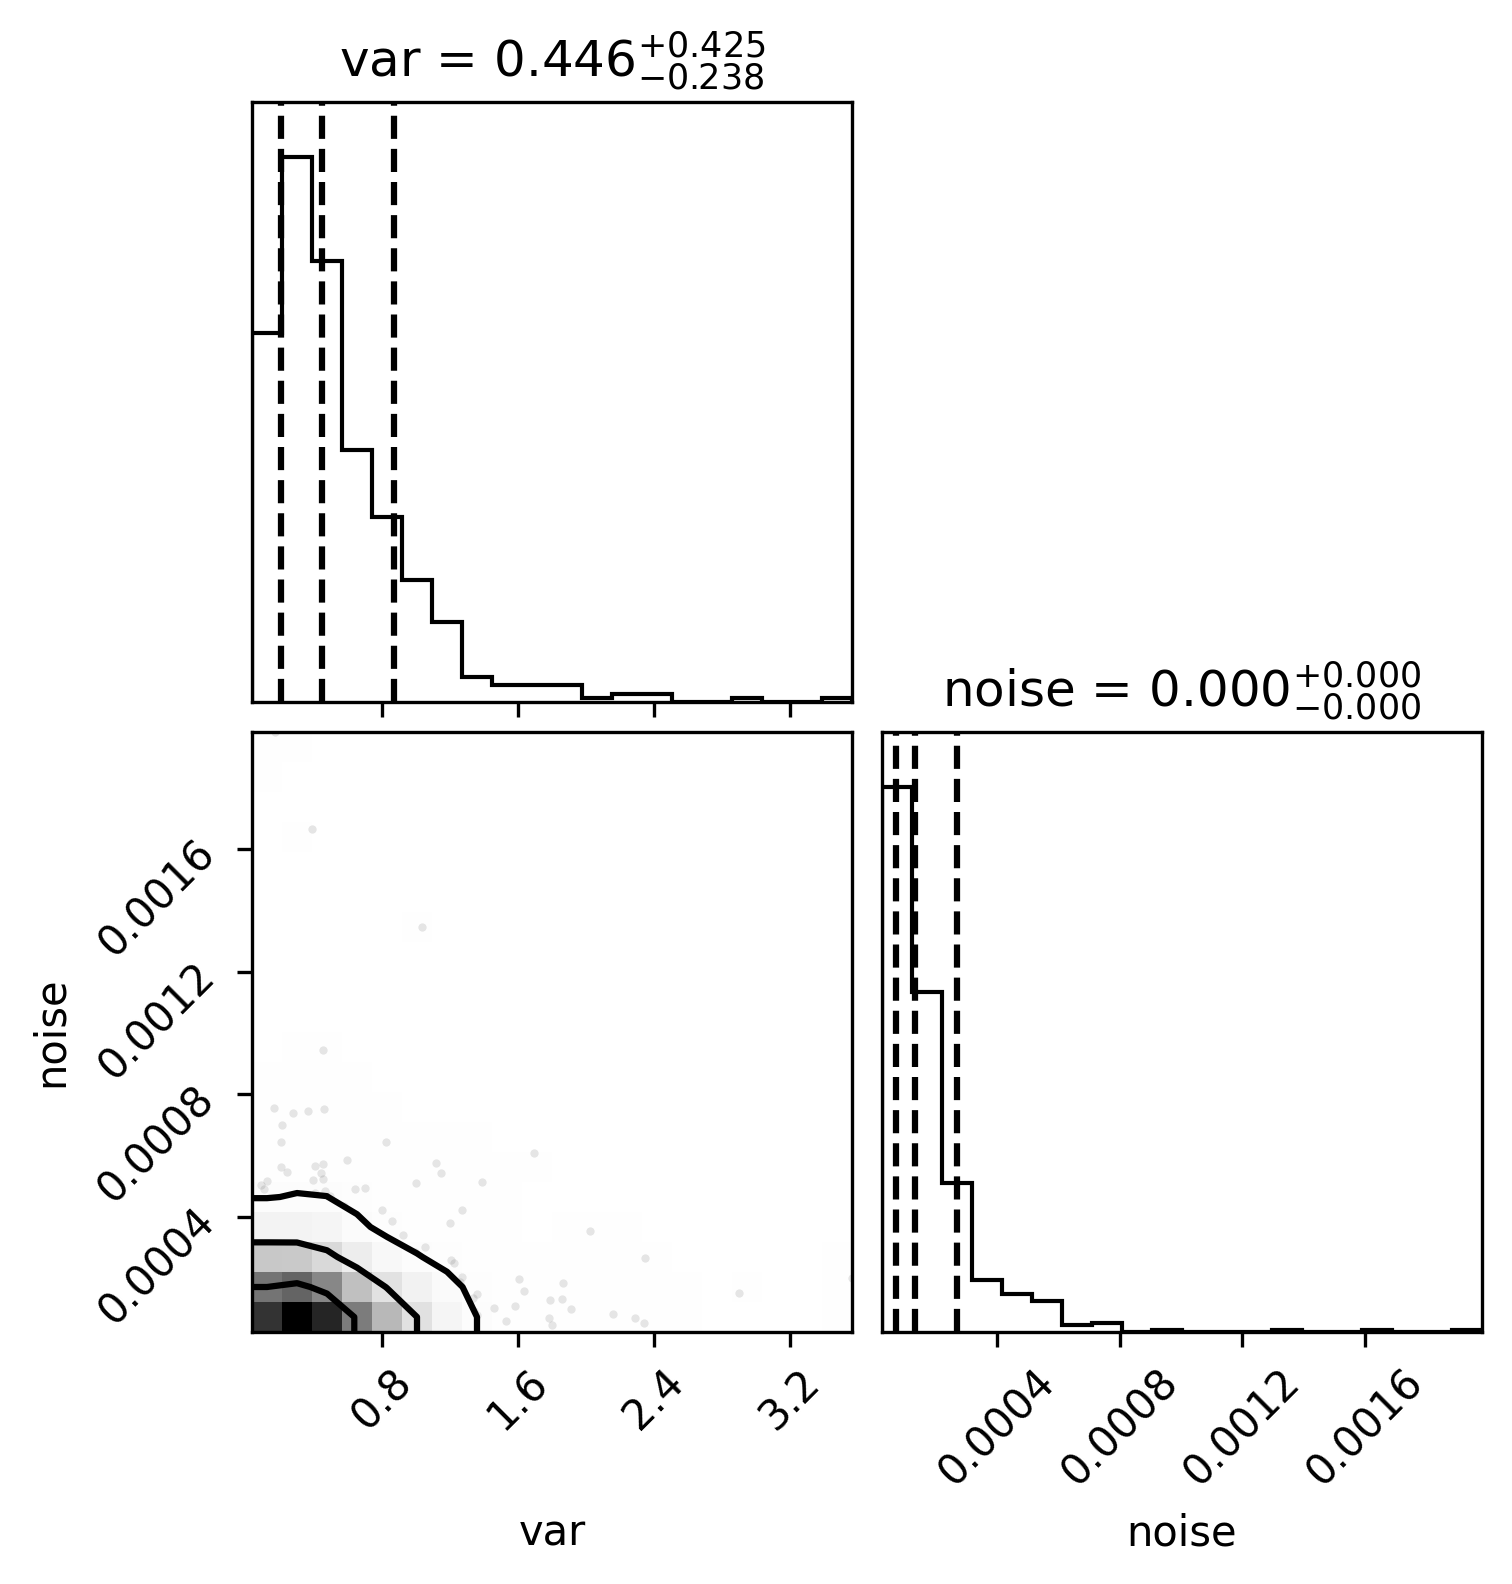 var = 0.446+0.425−0.238
noise = 0.000+0.000−0.000
0.0016
0.0012
0.0008
0.0004
noise
0.8 1.6 2.4 3.2
0.0004 0.0008 0.0012 0.0016
var
noise